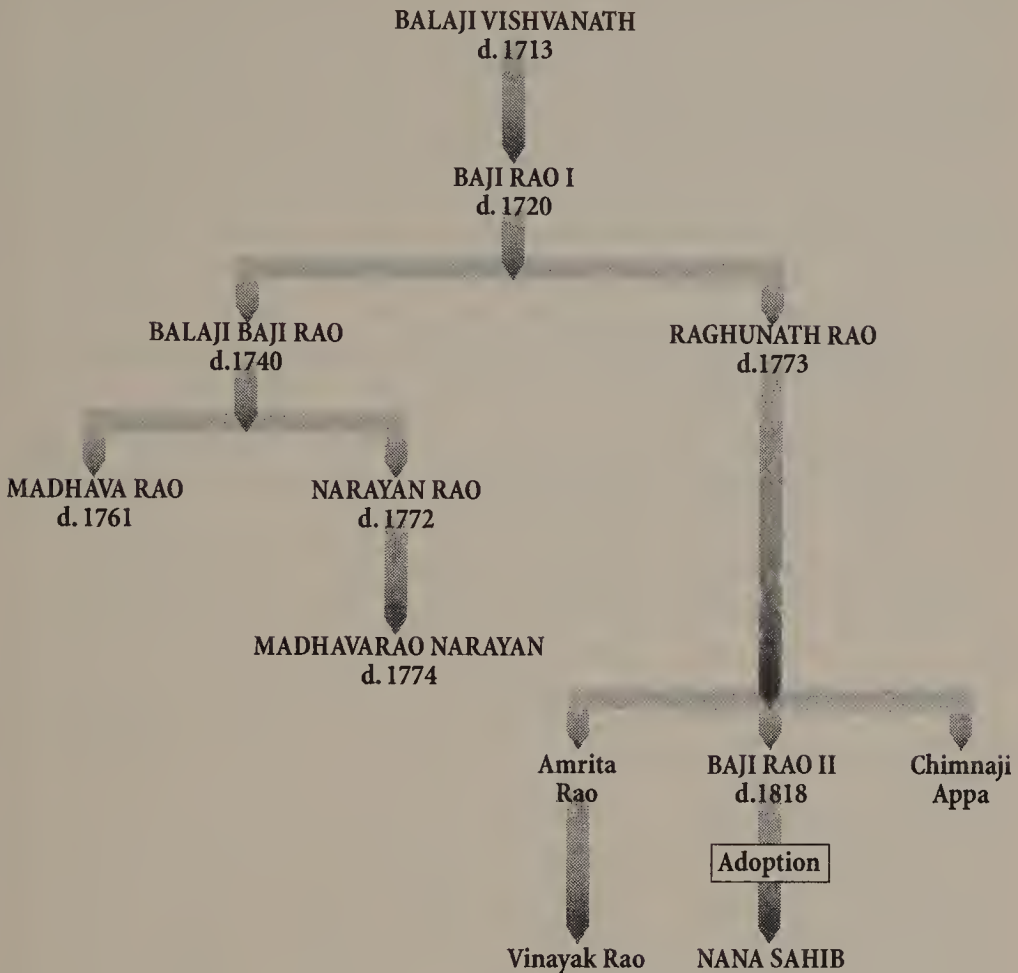 BALAJI VISHVANATH
d. 1713
BAJI RAO I
d. 1720
BALAJI BAJI RAO
d.1740
RAGHUNATH RAO
d.1773
MADHAVA RAO
d. 1761
NARAYAN RAO
d. 1772
MADHAVARAO NARAYAN
d. 1774
Amrita
Rao
BAJI RAO II
d.1818
Chimnaji
Appa
Adoption
Vinayak Rao
NANA SAHIB